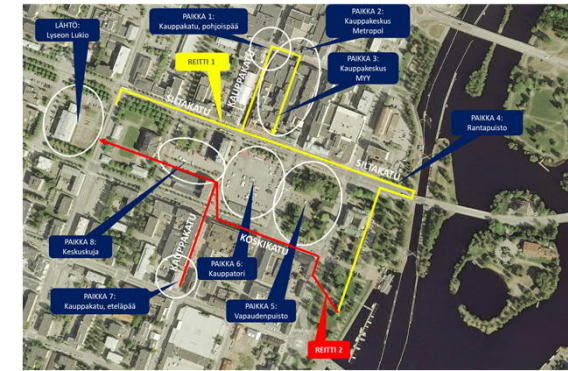 LÄHTÖ:
Lyseon Lukio
PAIKKA 1:
Kauppakatu, pohjoispää
PAIKKA 2:
Kauppakeskus
Metropol
REITTI 1
KAUPPAKATU
PAIKKA 3:
Kauppakeskus
MYY
SILTAKATU
SILTAKATU
PAIKKA 4:
Rantapuisto
PAIKKA 8:
Keskuskuja
KAUPPAKATU
KOSKIKATU
PAIKKA 6:
Kauppatori
PAIKKA 7:
Kauppakatu, eteläpää
PAIKKA 5:
Vapaudenpuisto
REITTI 2